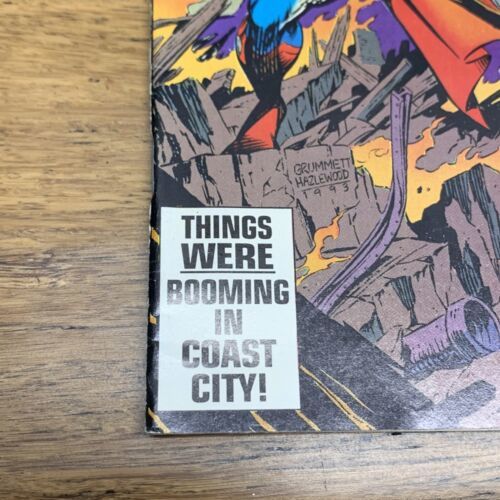 GRUMMETT
HAZLEWOOD
1993
THINGS
WERE
BOOMING
IN
COAST
CITY!